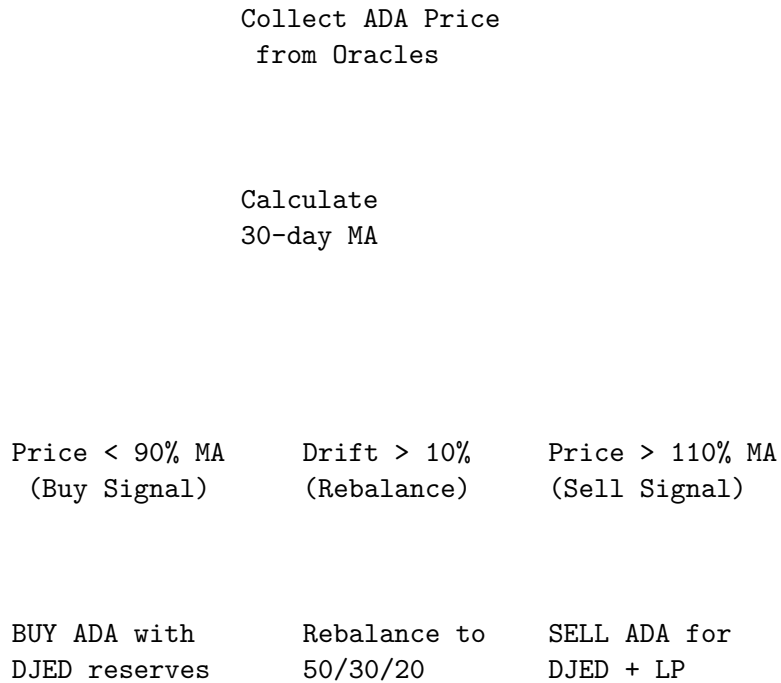 Collect ADA Price
from Oracles
Calculate
30-day MA
Price < 90% MA
(Buy Signal)
Drift > 10%
(Rebalance)
Price > 110% MA
(Sell Signal)
BUY ADA with
DJED reserves
Rebalance to
50/30/20
SELL ADA for
DJED + LP